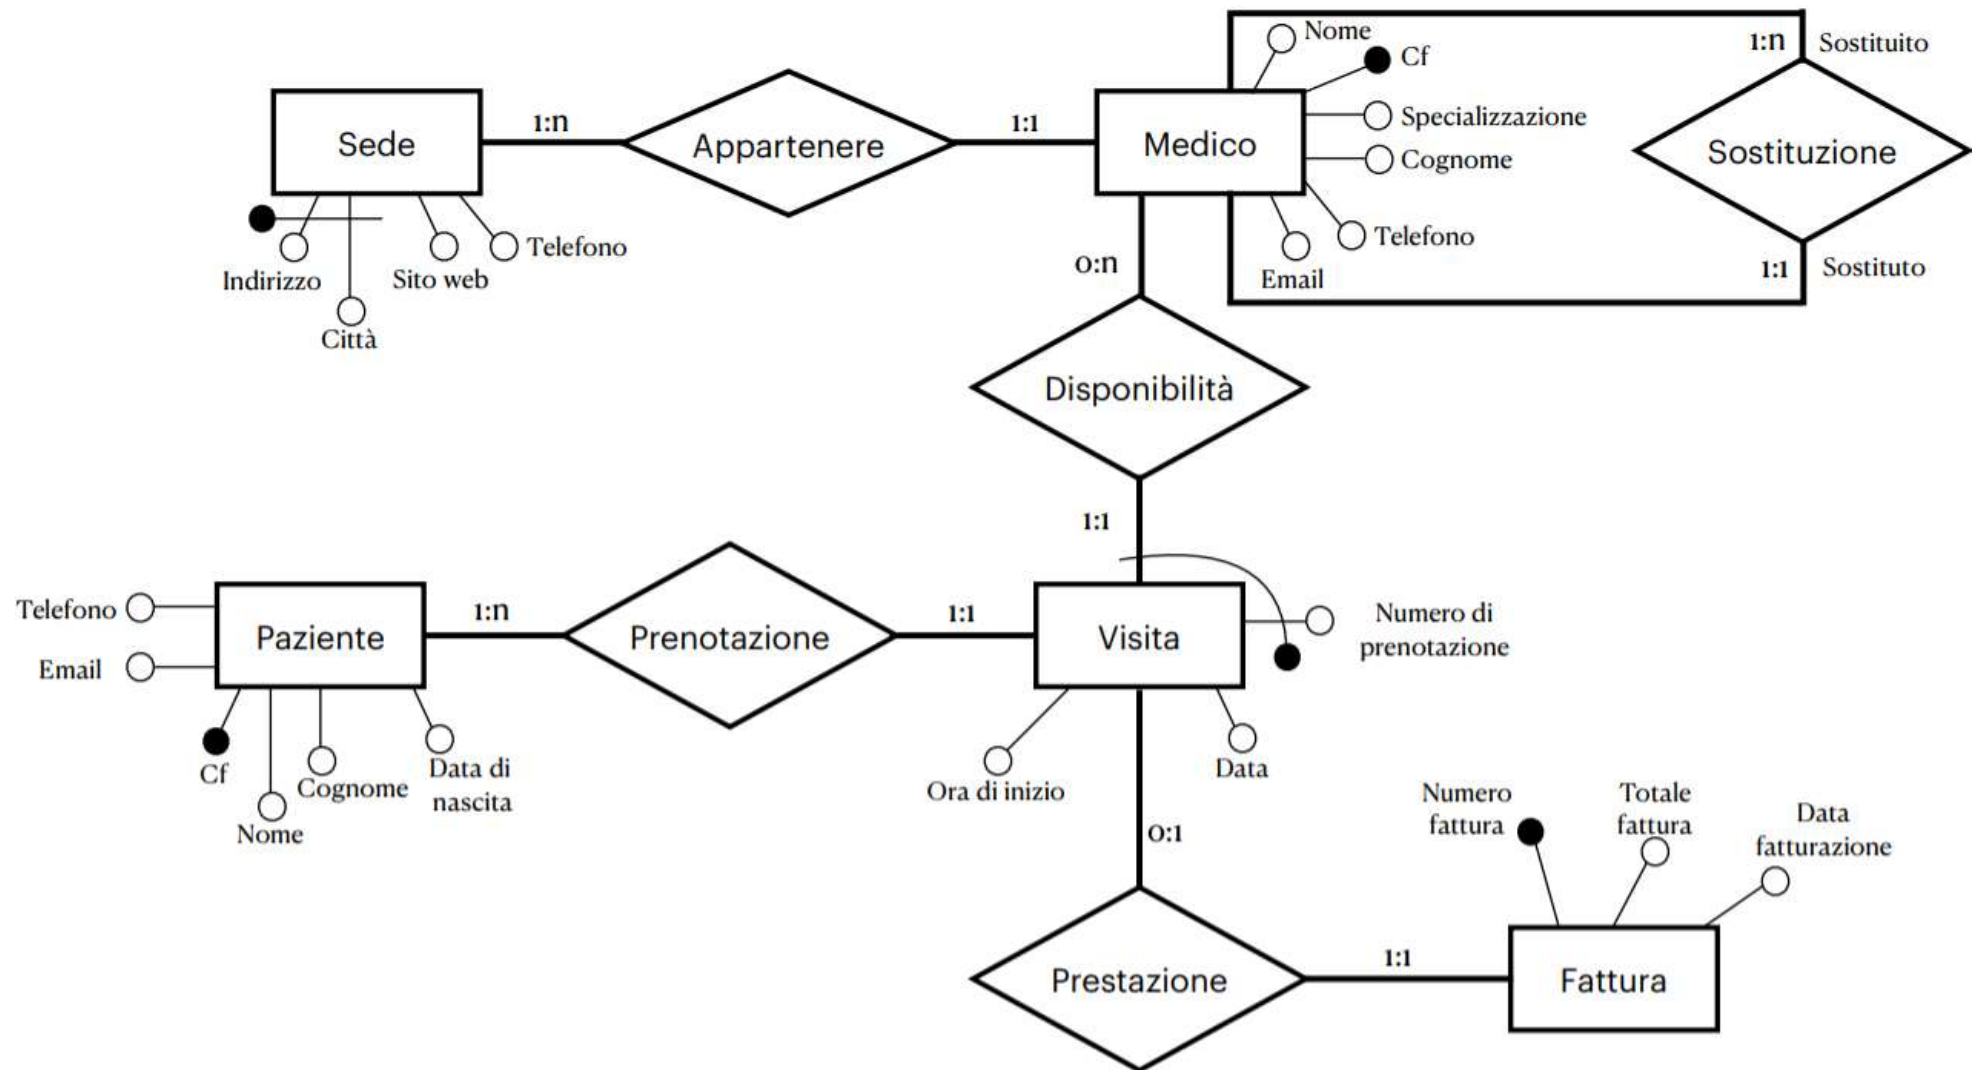 Nome
1:n
Sostituito
Cf
Sede
1:n
Appartenere
1:1
Medico
Specializzazione
Cognome
Sostituzione
Telefono
Indirizzo
Sito web
Telefono
Città
0:n
Email
1:1
Sostituto
Disponibilità
1:1
Telefono
Email
Paziente
1:n
Prenotazione
1:1
Visita
Numero di
prenotazione
Cf
Nome
Cognome
Data di
nascita
Ora di inizio
Data
0:1
Numero
fattura
Totale
fattura
Data
fatturazione
Prestazione
1:1
Fattura